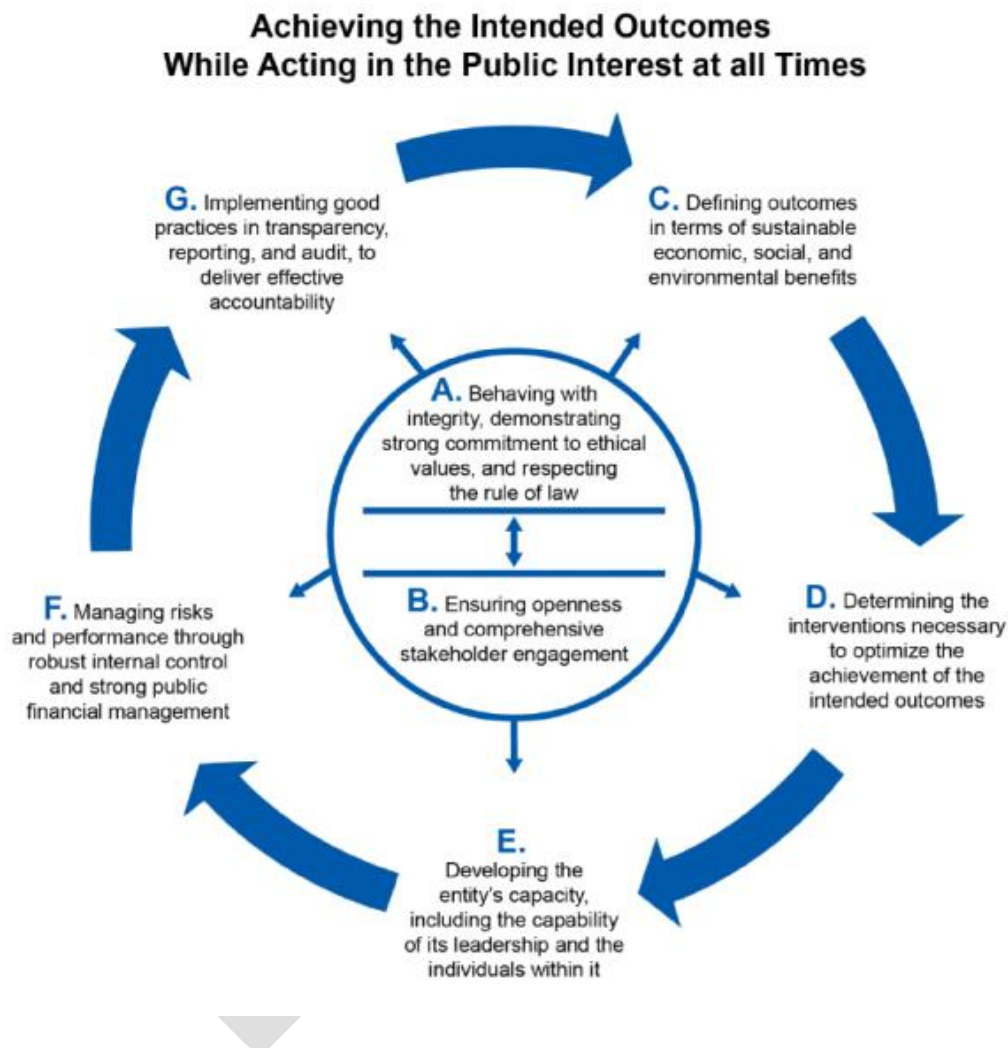 Achieving the Intended Outcomes
While Acting in the Public Interest at all Times
G. Implementing good
practices in transparency,
reporting, and audit, to
deliver effective
accountability
C. Defining outcomes
in terms of sustainable
economic, social, and
environmental benefits
A. Behaving with
integrity, demonstrating
strong commitment to ethical
values, and respecting
the rule of law
B. Ensuring openness
and comprehensive
stakeholder engagement
F. Managing risks
and performance through
robust internal control
and strong public
financial management
D. Determining the
interventions necessary
to optimize the
achievement of the
intended outcomes
E.
Developing the
entity's capacity,
including the capability
of its leadership and the
individuals within it